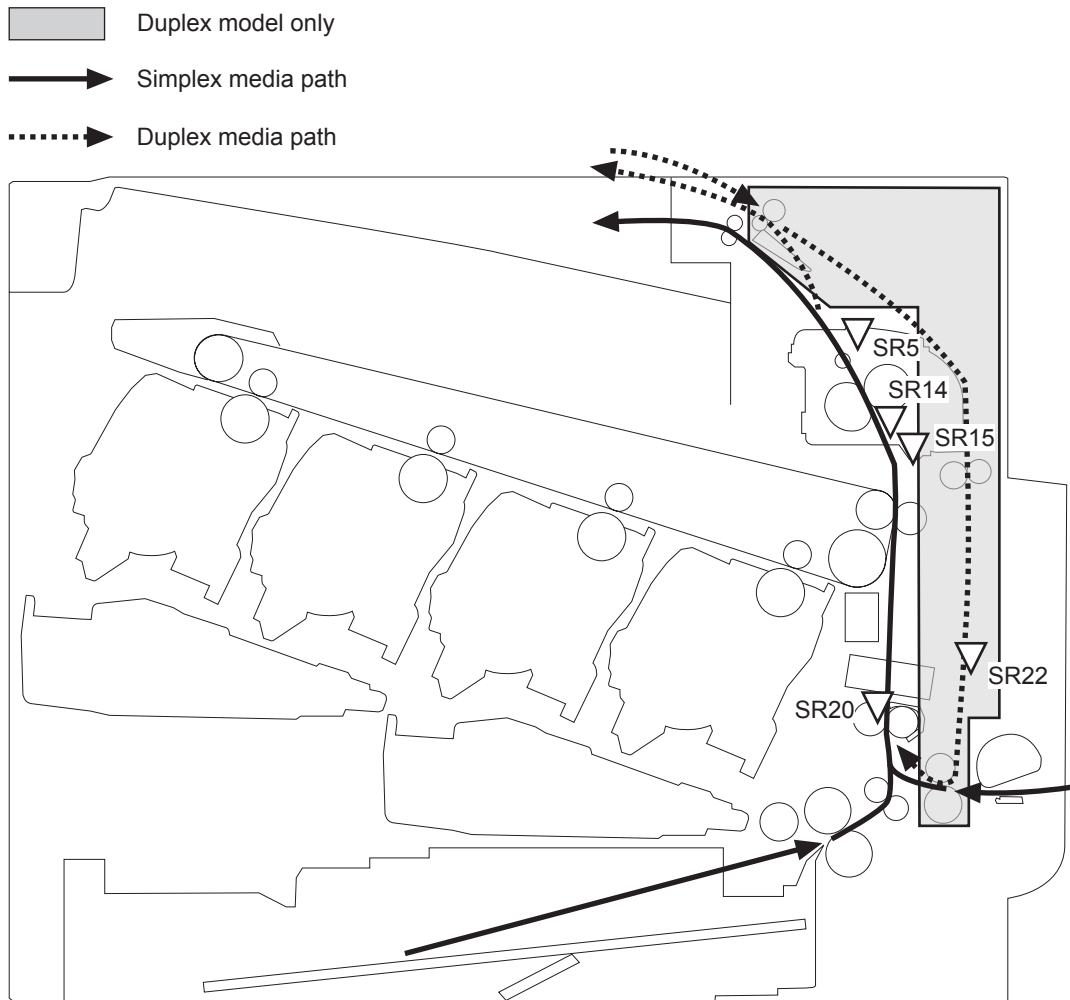 Duplex model only
Simplex media path
Duplex media path
SR5
SR14
SR15
SR22
SR20